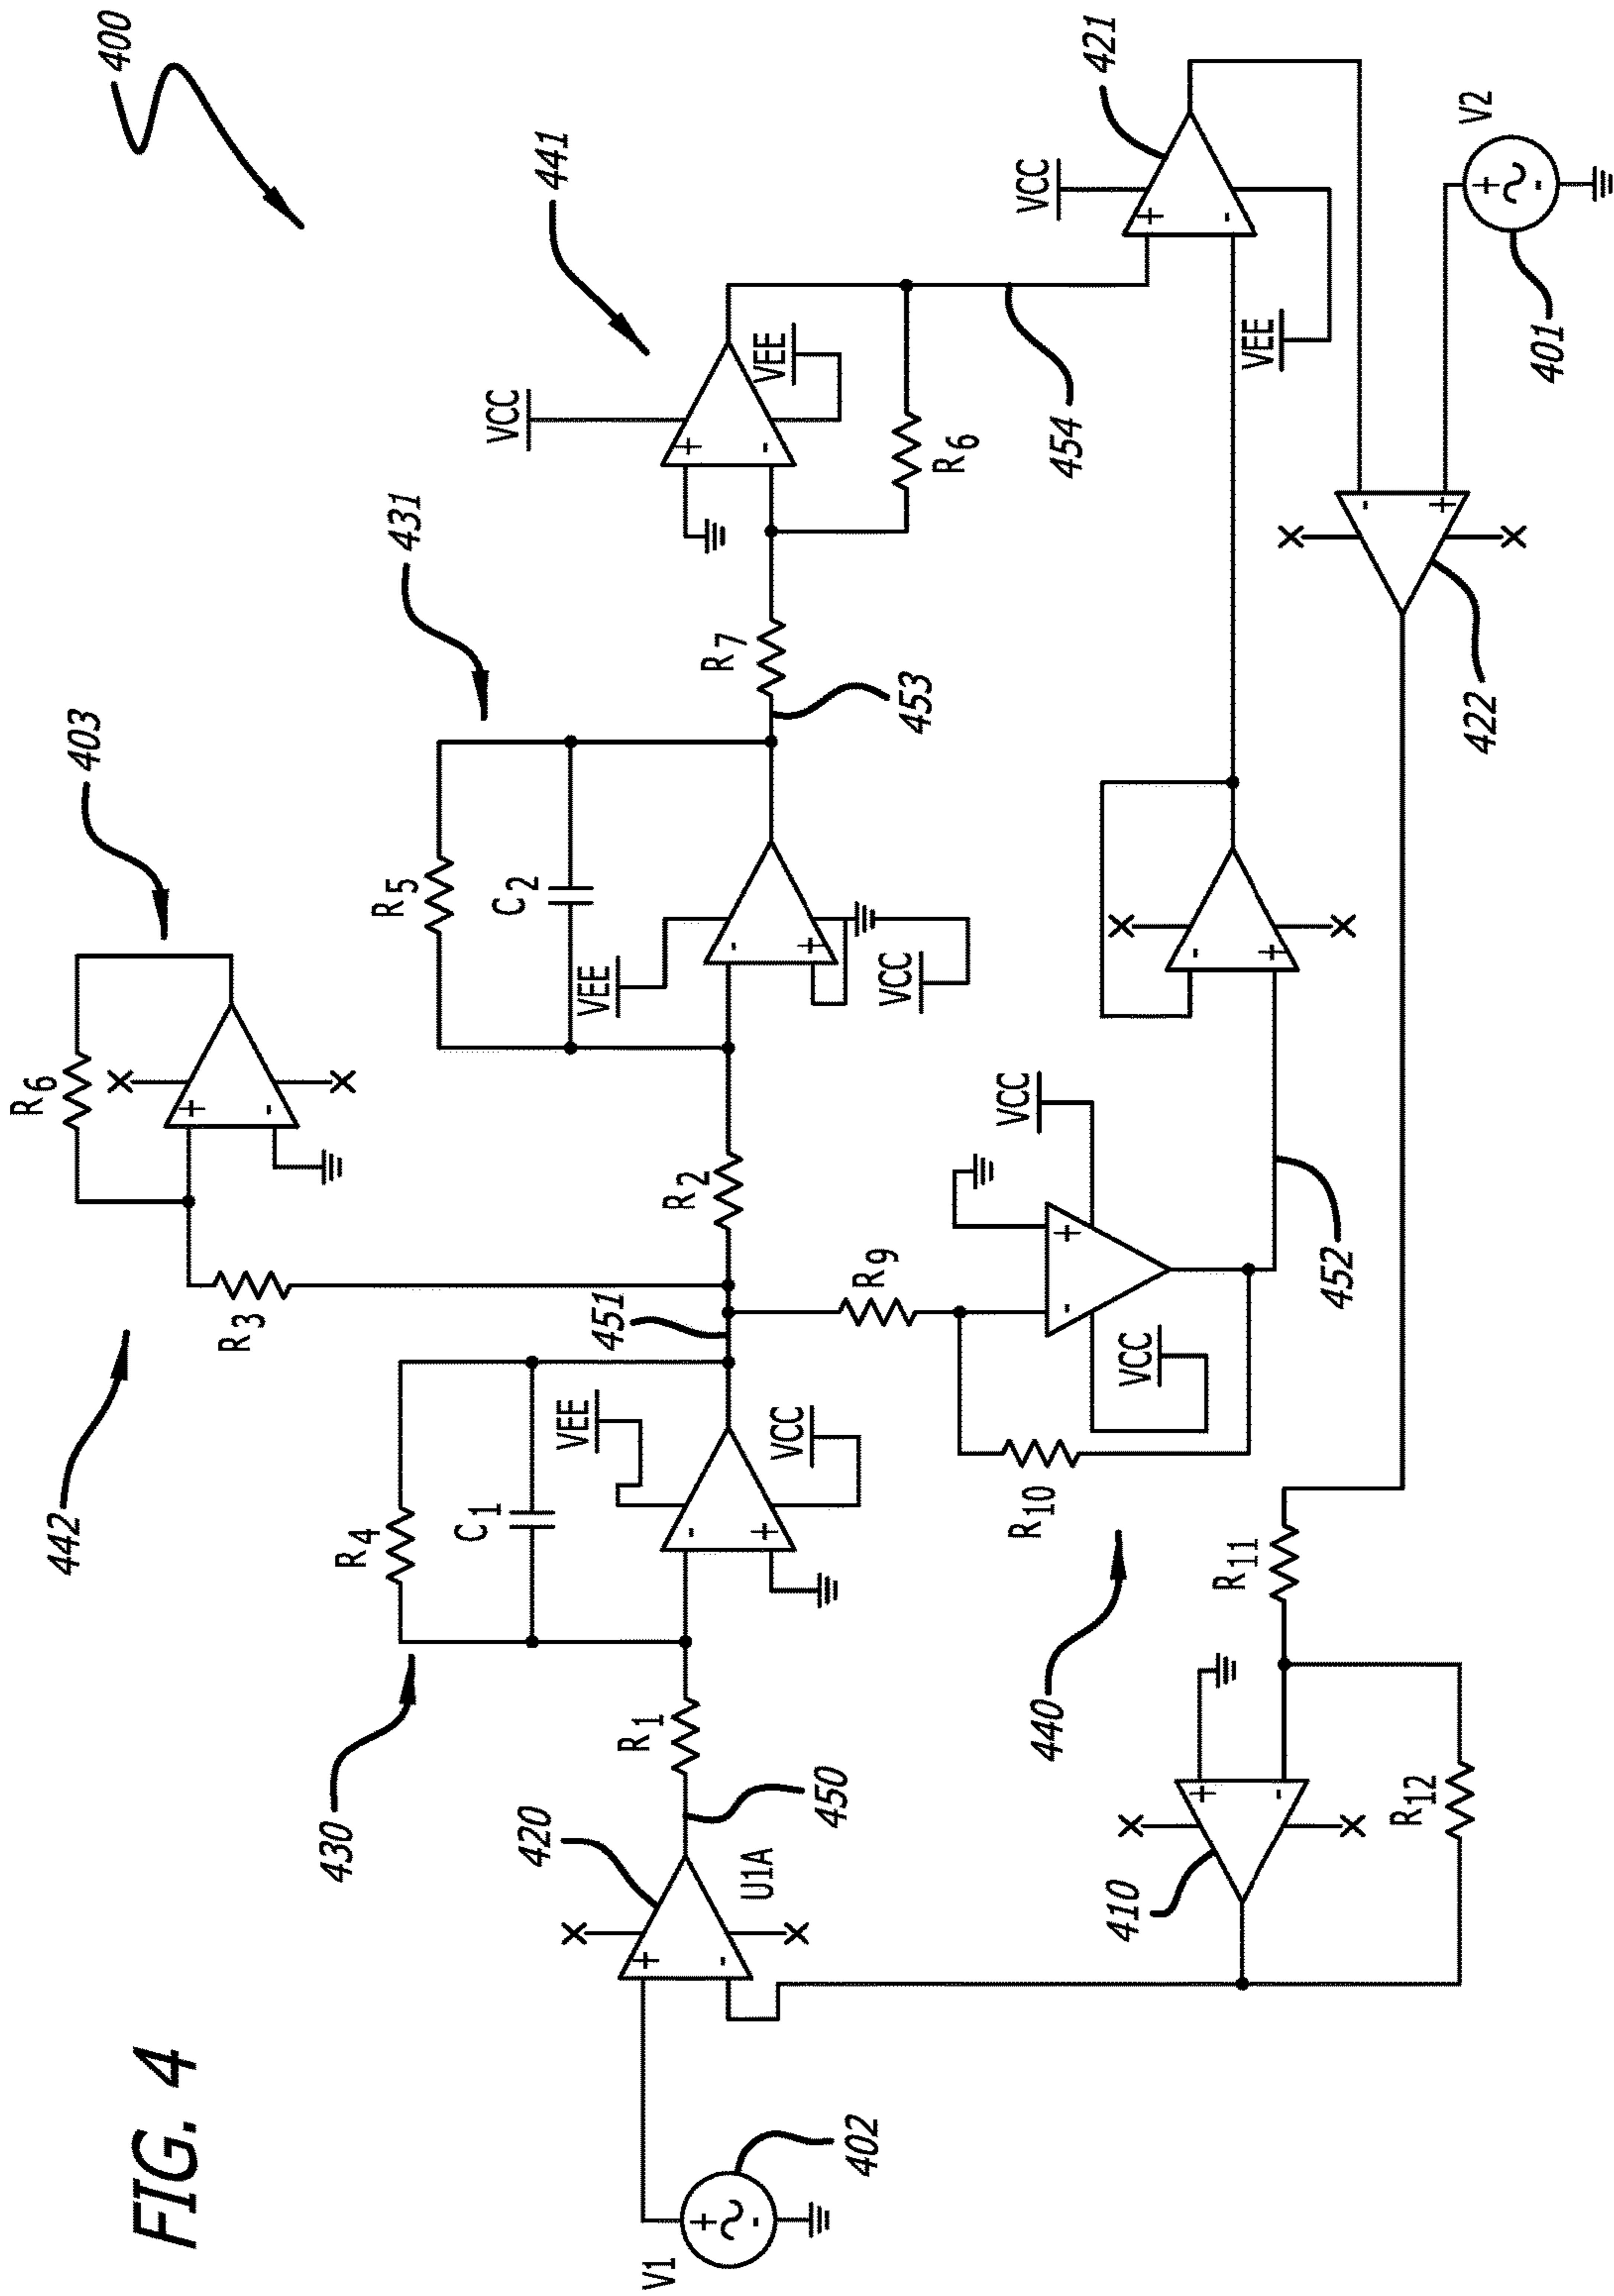 FIG. 4
400
403
442
R6
R3
431
R5
C2
VEE
VCC
441
VCC
VEE
+
-
R6
R7
453
454
421
VCC
VEE
+
-
430
R4
C1
VEE
VCC
-
+
451
R2
-
+
+
-
R1
450
420
U1A
+
-
V1
+
-
402
R9
VCC
VCC
-
+
R10
440
452
-
+
R11
R12
410
+
-
422
-
+
V2
+
-
401